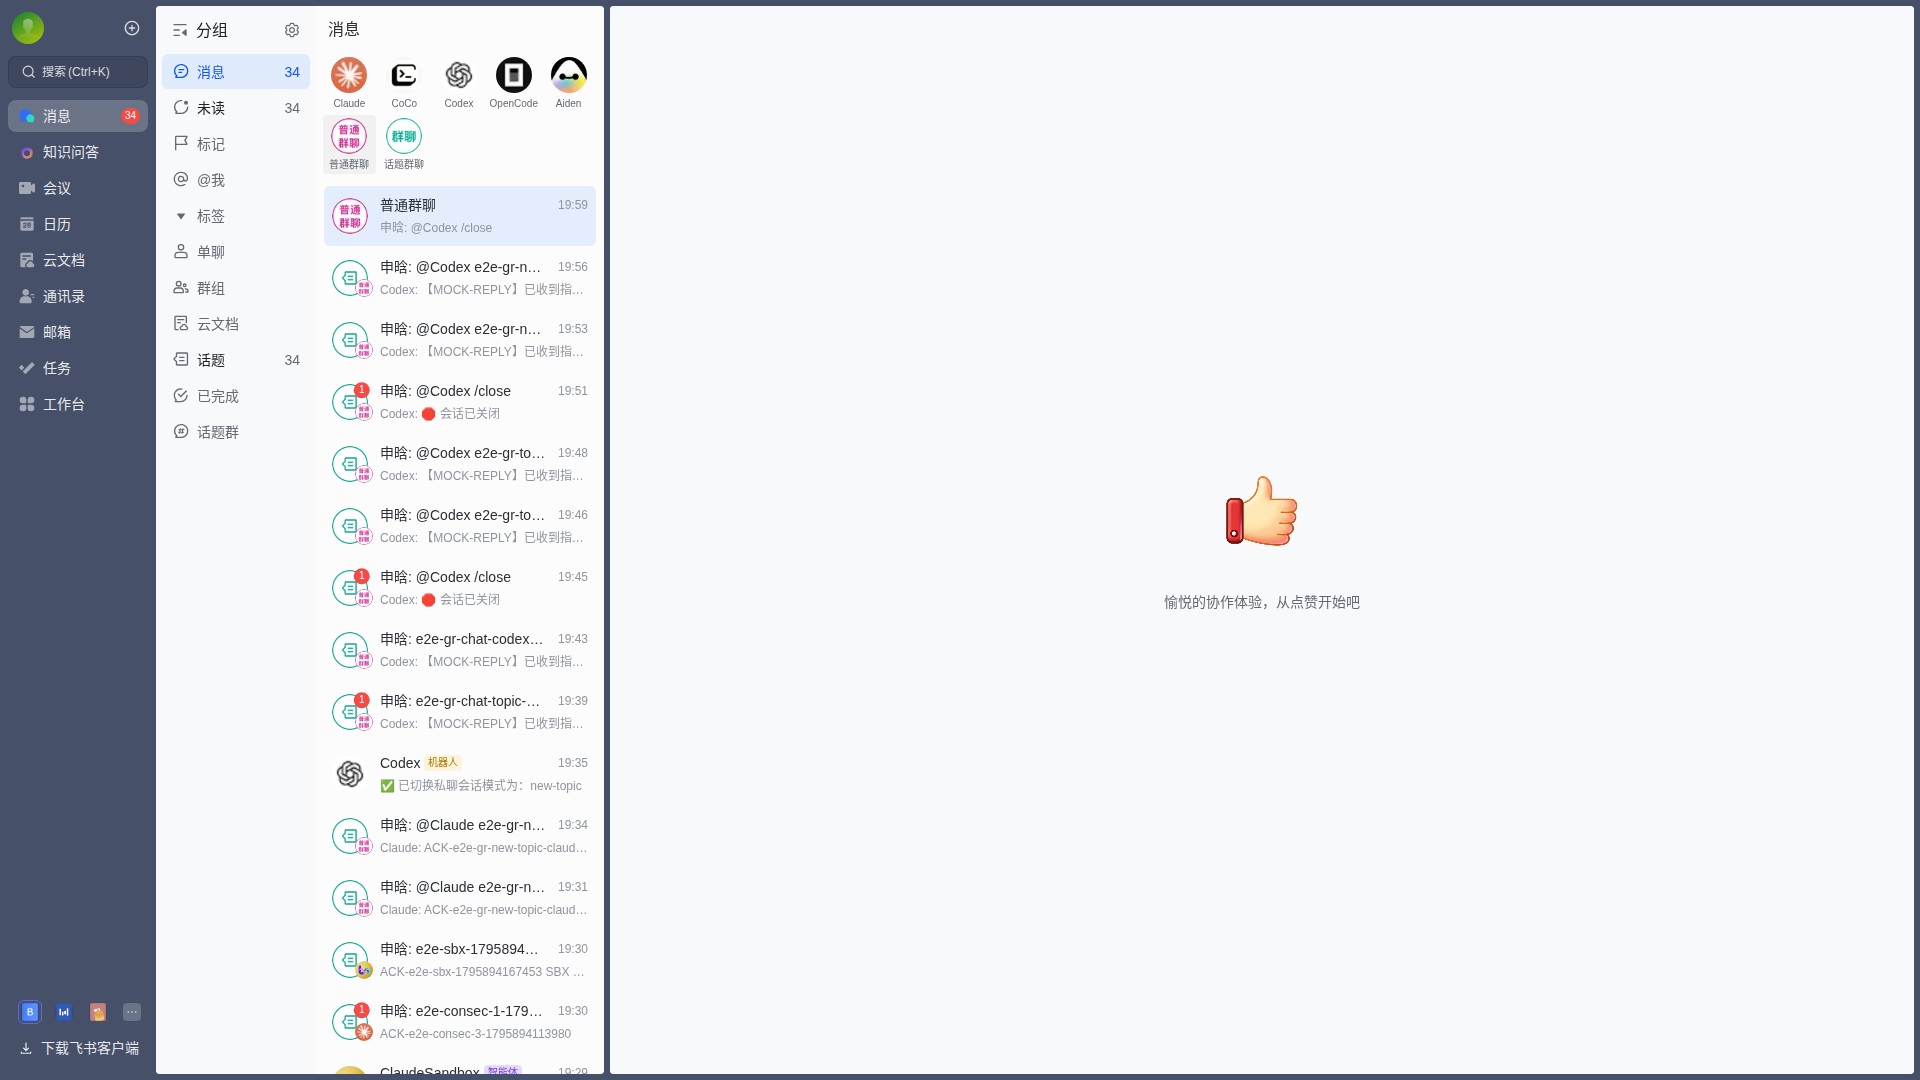 搜索 (Ctrl+K)
消息
34
知识问答
会议
日历
云文档
通讯录
邮箱
任务
工作台
B
下载飞书客户端
分组
消息 34
未读 34
标记
@我
标签
单聊
群组
云文档
话题 34
已完成
话题群
消息
Claude
CoCo
Codex
OpenCode
Aiden
普通群聊
普通群聊
群聊
话题群聊
普通群聊
普通群聊 19:59
申晗: @Codex /close
申晗: @Codex e2e-gr-n… 19:56
Codex: 【MOCK-REPLY】已收到指…
申晗: @Codex e2e-gr-n… 19:53
Codex: 【MOCK-REPLY】已收到指…
1
申晗: @Codex /close 19:51
Codex: 🛑 会话已关闭
申晗: @Codex e2e-gr-to… 19:48
Codex: 【MOCK-REPLY】已收到指…
申晗: @Codex e2e-gr-to… 19:46
Codex: 【MOCK-REPLY】已收到指…
1
申晗: @Codex /close 19:45
Codex: 🛑 会话已关闭
申晗: e2e-gr-chat-codex… 19:43
Codex: 【MOCK-REPLY】已收到指…
1
申晗: e2e-gr-chat-topic-… 19:39
Codex: 【MOCK-REPLY】已收到指…
Codex 机器人 19:35
✅ 已切换私聊会话模式为：new-topic
申晗: @Claude e2e-gr-n… 19:34
Claude: ACK-e2e-gr-new-topic-claud…
申晗: @Claude e2e-gr-n… 19:31
Claude: ACK-e2e-gr-new-topic-claud…
申晗: e2e-sbx-1795894… 19:30
ACK-e2e-sbx-1795894167453 SBX …
1
申晗: e2e-consec-1-179… 19:30
ACK-e2e-consec-3-1795894113980
ClaudeSandbox 智能体 19:29
愉悦的协作体验，从点赞开始吧